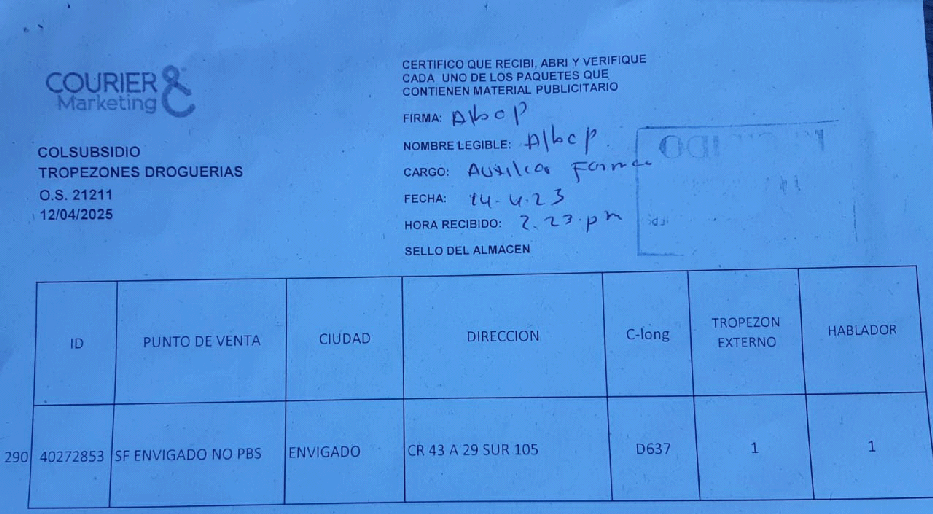 COURIER &
Marketing
COLSUBSIDIO
TROPEZONES DROGUERIAS
O.S. 21211
12/04/2025
CERTIFICO QUE RECIBI, ABRI Y VERIFIQUE
CADA UNO DE LOS PAQUETES QUE
CONTIENEN MATERIAL PUBLICITARIO
FIRMA:
NOMBRE LEGIBLE:
CARGO: Auxiliar
FECHA: 14-4-23
HORA RECIBIDO: 2.23.pm
SELLO DEL ALMACEN
ID PUNTO DE VENTA CIUDAD DIRECCION C-long TROPEZON EXTERNO HABLADOR
290 40272853 SF ENVIGADO NO PBS ENVIGADO CR 43 A 29 SUR 105 D637 1 1